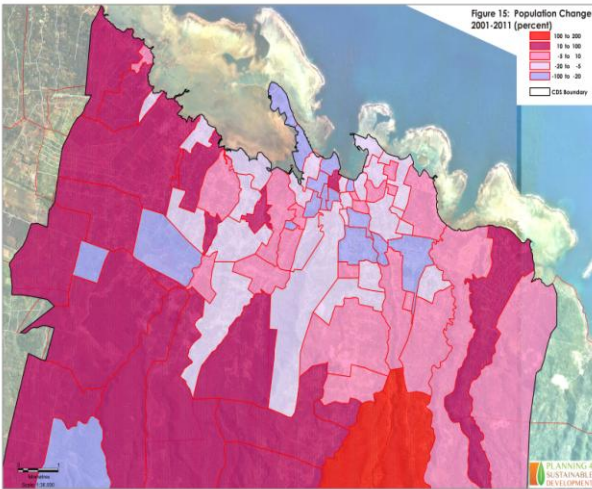 Figure 15: Population Change
2001-2011 (percent)
100 to 200
10 to 100
-5 to 10
-20 to -5
-100 to -20
CDS Boundary
Kilometres
PLANNING 4
SUSTAINABLE
DEVELOPMENT